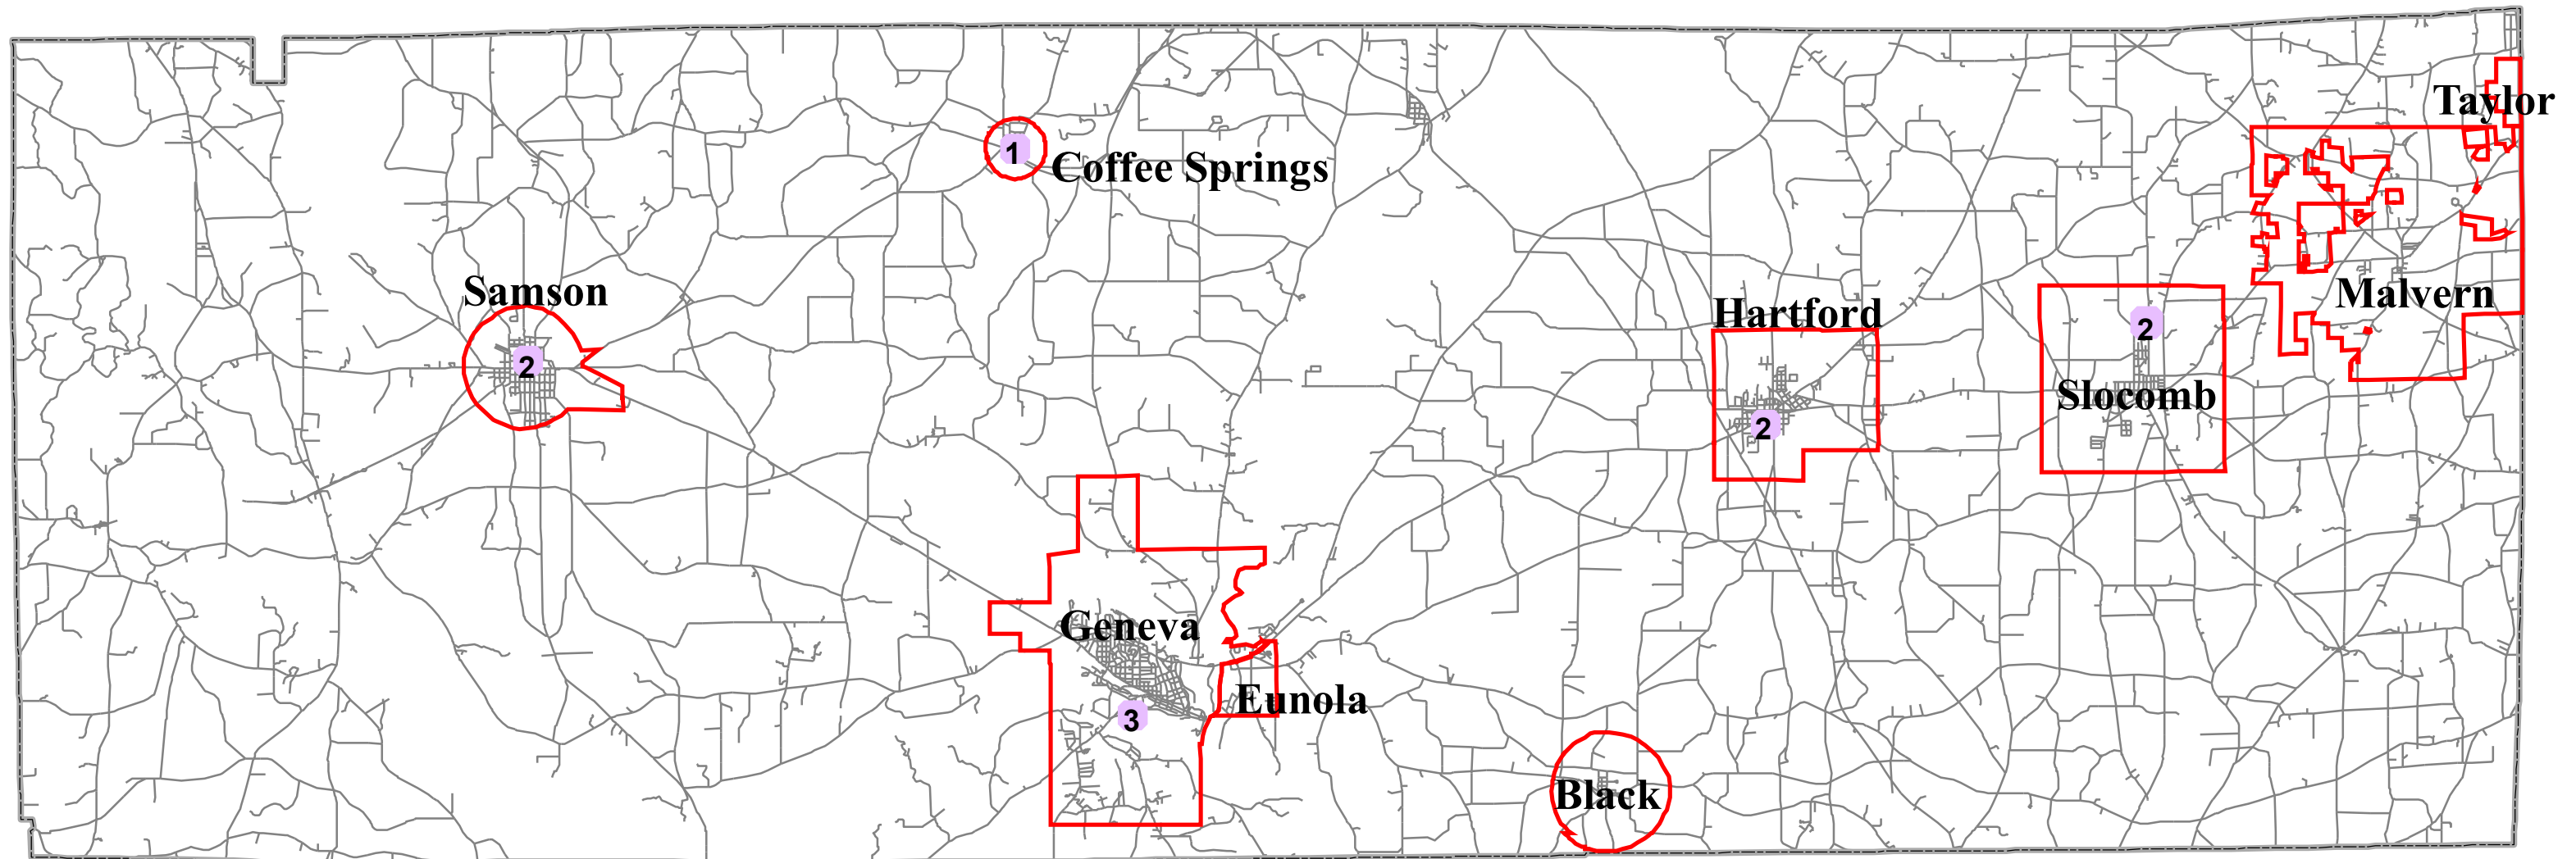 Taylor
1
Coffee Springs
Samson
Malvern
Hartford
2
2
Slocomb
2
Geneva
Eunola
3
Black